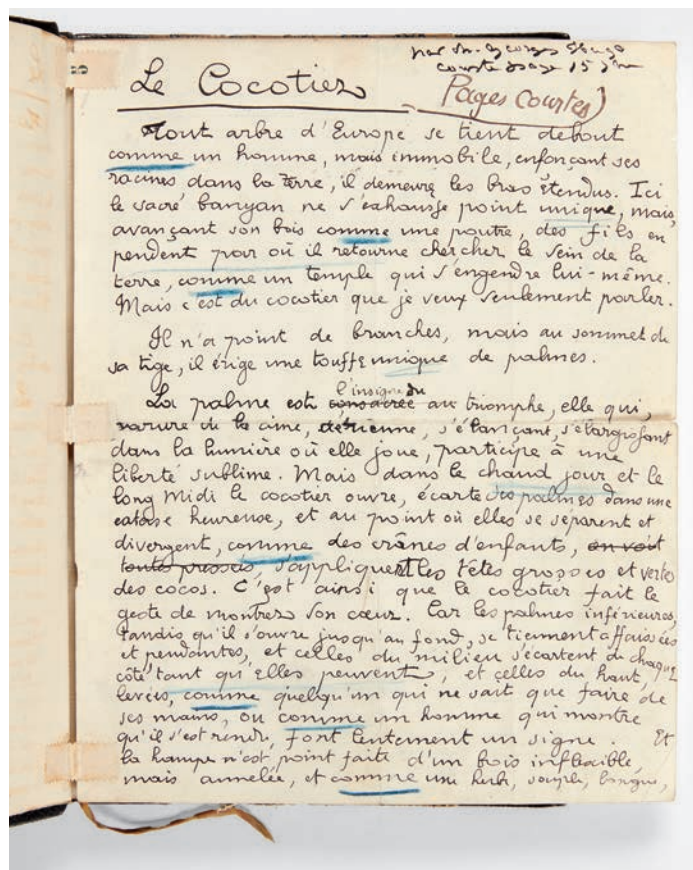 par M. Georges
courte page 15
Le Cocotier
Pages Courtes)
Tout arbre d'Europe se tient debout
comme un homme, mais immobile, enfonçant ses
racines dans la terre, il demeure les bras étendus. Ici
le sacré banyan ne s'exhausse point unique, mais,
avançant son bois comme une poutre, des fils en
pendent par où il retourne chercher le sein de la
terre, comme un temple qui s'engendre lui-même.
Mais c'est du cocotier que je veux seulement parler.
Il n'a point de branches, mais au sommet de
sa tige, il érige une touffe unique de palmes.
l'insigne du
La palme est consacrée au triomphe, elle qui,
de la cime, aérienne, s'élançant, s'élargissant
dans la lumière où elle joue, participe à une
liberté sublime. Mais dans le chaud jour et le
long Midi le cocotier ouvre, écarte ses palmes dans une
extase heureuse, et au point où elles se séparent et
divergent, comme des crânes d'enfants, on voit
toutes pressées s'appliquent les têtes grosses et vertes
des cocos. C'est ainsi que le cocotier fait le
geste de montrer son cœur. Car les palmes inférieures,
tandis qu'il s'ouvre jusqu'au fond, se tiennent affaissées
et pendantes, et celles du milieu s'écartent de chaque
côté tant qu'elles peuvent, et celles du haut,
levées, comme quelqu'un qui ne sait que faire de
ses mains, ou comme un homme qui montre
qu'il s'est rendu, font lentement un signe. Et
la hampe n'est point faite d'un bois inflexible,
mais annelée, et comme une herbe, souple, longue,